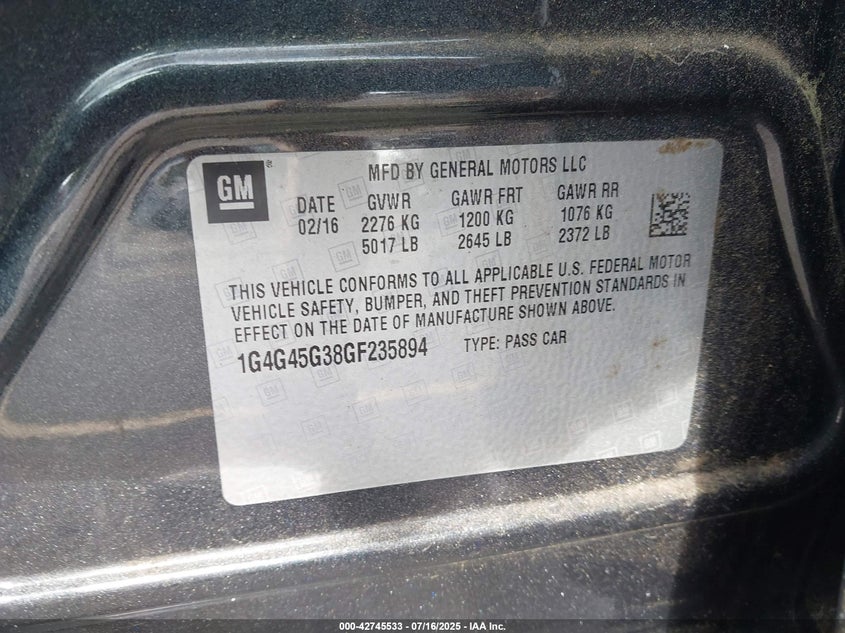 GM
MFD BY GENERAL MOTORS LLC
DATE GVWR GAWR FRT GAWR RR
02/16 2276 KG 1200 KG 1076 KG
5017 LB 2645 LB 2372 LB
THIS VEHICLE CONFORMS TO ALL APPLICABLE U.S. FEDERAL MOTOR
VEHICLE SAFETY, BUMPER, AND THEFT PREVENTION STANDARDS IN
EFFECT ON THE DATE OF MANUFACTURE SHOWN ABOVE.
1G4G45G38GF235894 TYPE: PASS CAR
000-42745533 - 07/16/2025 - IAA Inc.